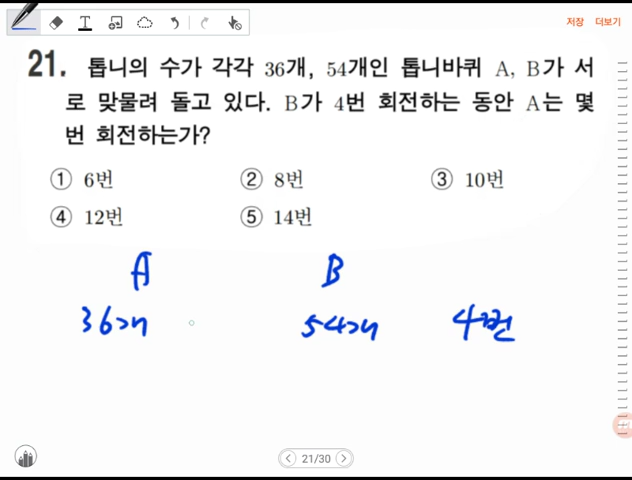 저장 더보기
21. 톱니의 수가 각각 36개, 54개인 톱니바퀴 A, B가 서
로 맞물려 돌고 있다. B가 4번 회전하는 동안 A는 몇
번 회전하는가?
① 6번 ② 8번 ③ 10번
④ 12번 ⑤ 14번
A B
36개 54개 4번
21/30